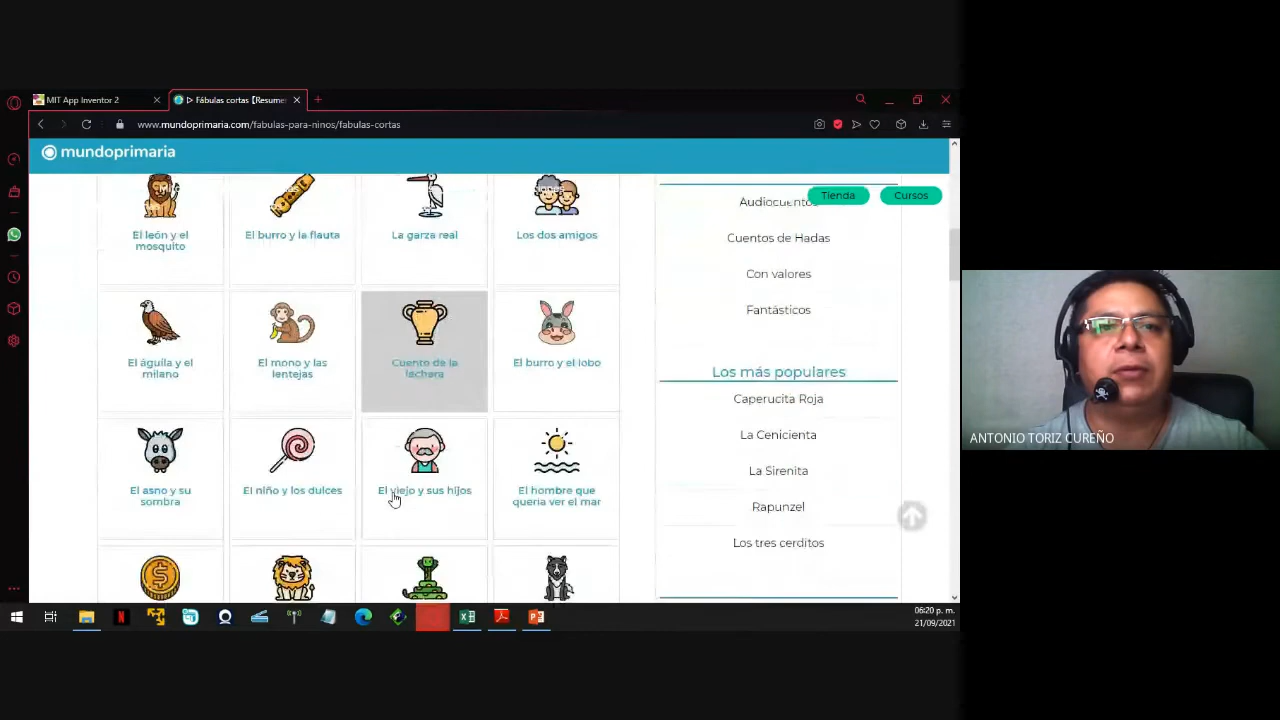 MIT App Inventor 2
▷ Fábulas cortas【Resumen
www.mundoprimaria.com/fabulas-para-ninos/fabulas-cortas
mundoprimaria
Tienda
Cursos
El león y el
mosquito
El burro y la flauta
La garza real
Los dos amigos
El águila y el
milano
El mono y las
lentejas
Cuento de la
lechera
El burro y el lobo
El asno y su
sombra
El niño y los dulces
El viejo y sus hijos
El hombre que
quería ver el mar
Audiocuentos
Cuentos de Hadas
Con valores
Fantásticos
Los más populares
Caperucita Roja
La Cenicienta
La Sirenita
Rapunzel
Los tres cerditos
ANTONIO TORIZ CUREÑO
06:20 p. m.
21/09/2021